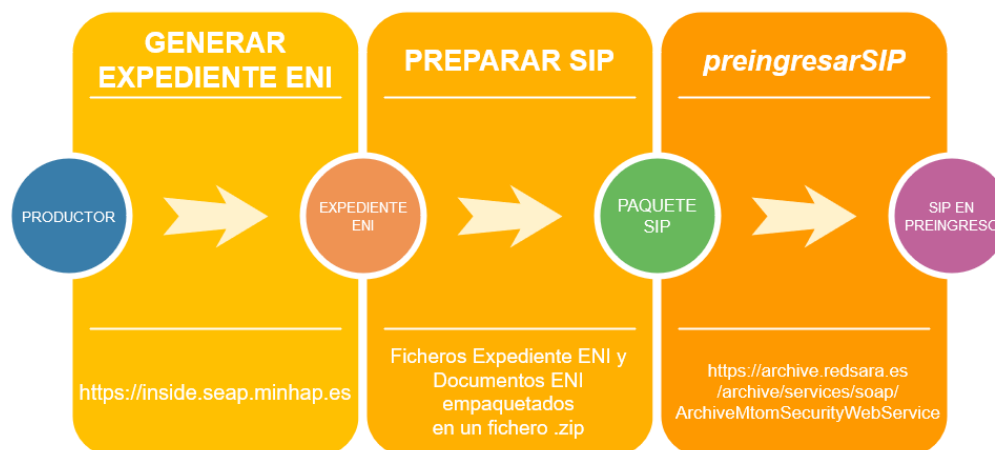 GENERAR
EXPEDIENTE ENI
PREPARAR SIP
preingresarSIP
PRODUCTOR
EXPEDIENTE
ENI
PAQUETE
SIP
SIP EN
PREINGRESO
https://inside.seap.minhap.es
Ficheros Expediente ENI y
Documentos ENI
empaquetados
en un fichero .zip
https://archive.redsara.es
/archive/services/soap/
ArchiveMtomSecurityWebService